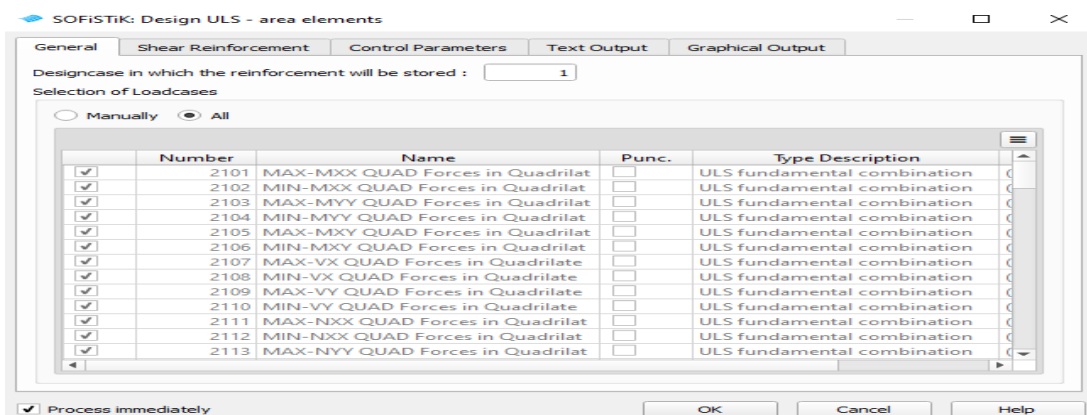 SOFiSTiK: Design ULS - area elements
General Shear Reinforcement Control Parameters Text Output Graphical Output
Designcase in which the reinforcement will be stored : 1
Selection of Loadcases
Manually All
Number Name Punc. Type Description
2101 MAX-MXX QUAD Forces in Quadrilat ULS fundamental combination (
2102 MIN-MXX QUAD Forces in Quadrilat ULS fundamental combination (
2103 MAX-MYY QUAD Forces in Quadrilat ULS fundamental combination (
2104 MIN-MYY QUAD Forces in Quadrilat ULS fundamental combination (
2105 MAX-MXY QUAD Forces in Quadrilat ULS fundamental combination (
2106 MIN-MXY QUAD Forces in Quadrilat ULS fundamental combination (
2107 MAX-VX QUAD Forces in Quadrilate ULS fundamental combination (
2108 MIN-VX QUAD Forces in Quadrilate ULS fundamental combination (
2109 MAX-VY QUAD Forces in Quadrilate ULS fundamental combination (
2110 MIN-VY QUAD Forces in Quadrilate ULS fundamental combination (
2111 MAX-NXX QUAD Forces in Quadrilat ULS fundamental combination (
2112 MIN-NXX QUAD Forces in Quadrilat ULS fundamental combination (
2113 MAX-NYY QUAD Forces in Quadrilat ULS fundamental combination (
Process immediately OK Cancel Help